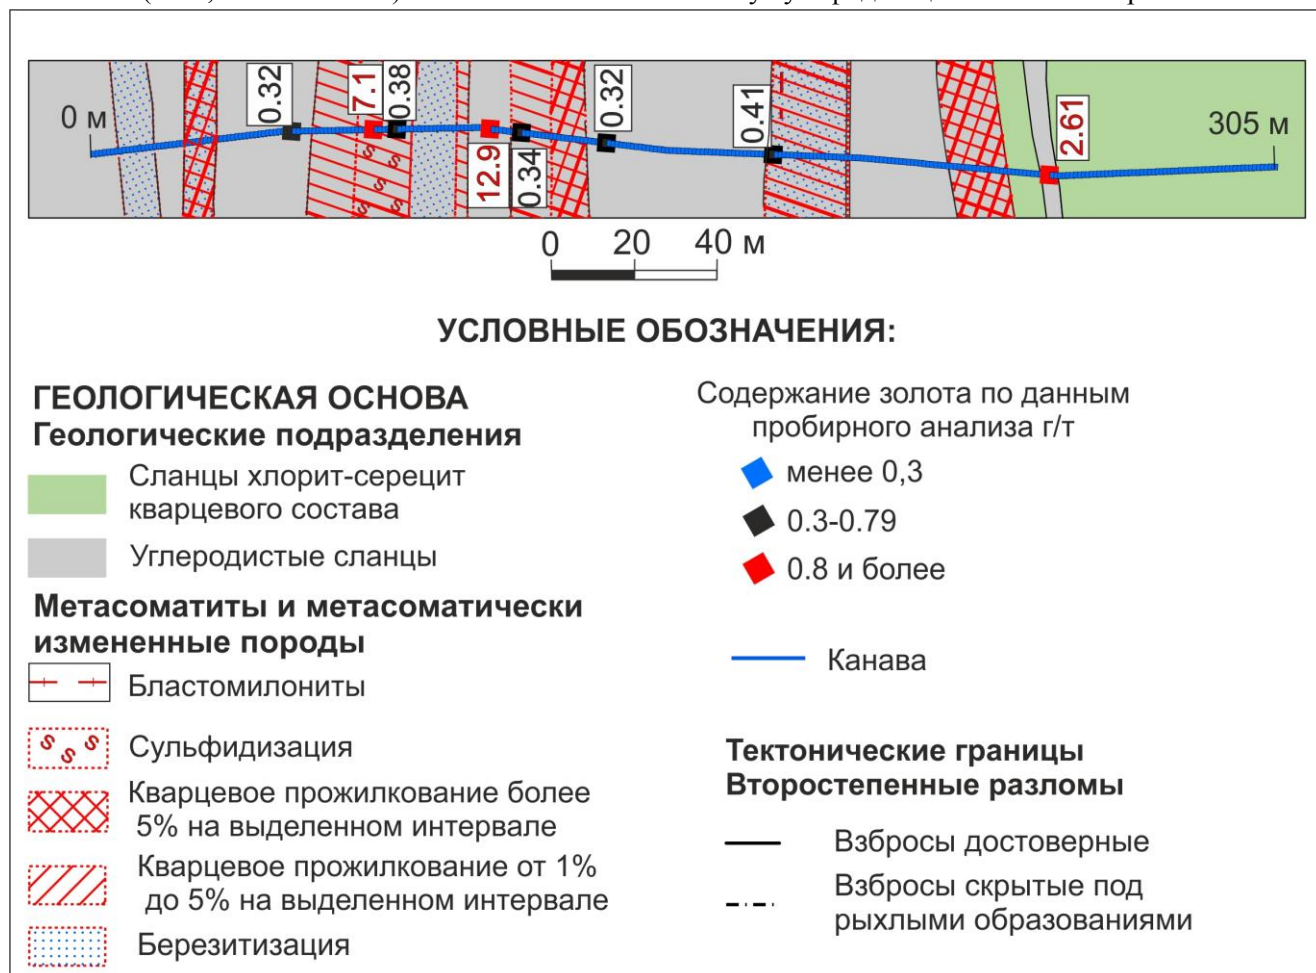 0 м
0.32
7.1
0.38
12.9
0.34
0.32
0.41
2.61
305 м
0 20 40 м
УСЛОВНЫЕ ОБОЗНАЧЕНИЯ:
ГЕОЛОГИЧЕСКАЯ ОСНОВА
Геологические подразделения
Сланцы хлорит-серецит
кварцевого состава
Углеродистые сланцы
Метасоматиты и метасоматически
измененные породы
Бластомилониты
s s s
Сульфидизация
Кварцевое прожилкование более
5% на выделенном интервале
Кварцевое прожилкование от 1%
до 5% на выделенном интервале
Березитизация
Содержание золота по данным
пробирного анализа г/т
менее 0,3
0.3-0.79
0.8 и более
Канава
Тектонические границы
Второстепенные разломы
Взбросы достоверные
Взбросы скрытые под
рыхлыми образованиями